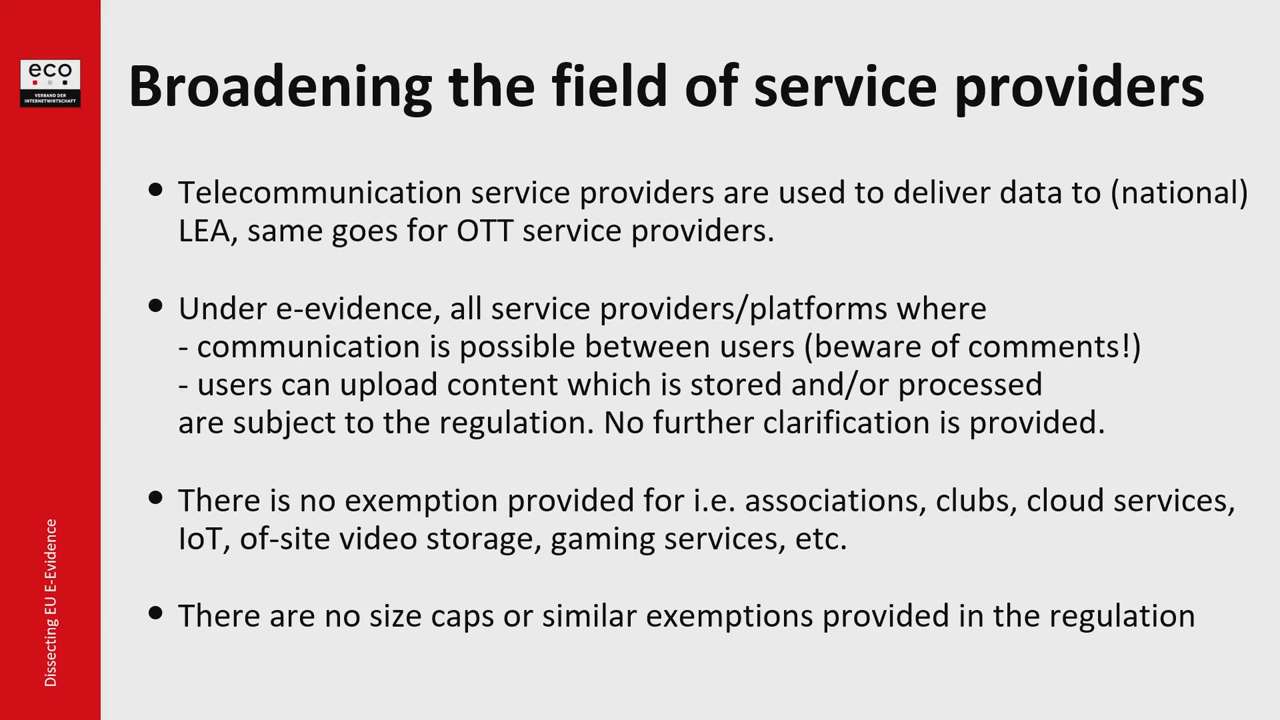 eco
VERBAND DER
INTERNETWIRTSCHAFT
Broadening the field of service providers
• Telecommunication service providers are used to deliver data to (national)
LEA, same goes for OTT service providers.
• Under e-evidence, all service providers/platforms where
- communication is possible between users (beware of comments!)
- users can upload content which is stored and/or processed
are subject to the regulation. No further clarification is provided.
• There is no exemption provided for i.e. associations, clubs, cloud services,
IoT, of-site video storage, gaming services, etc.
• There are no size caps or similar exemptions provided in the regulation
Dissecting EU E-Evidence